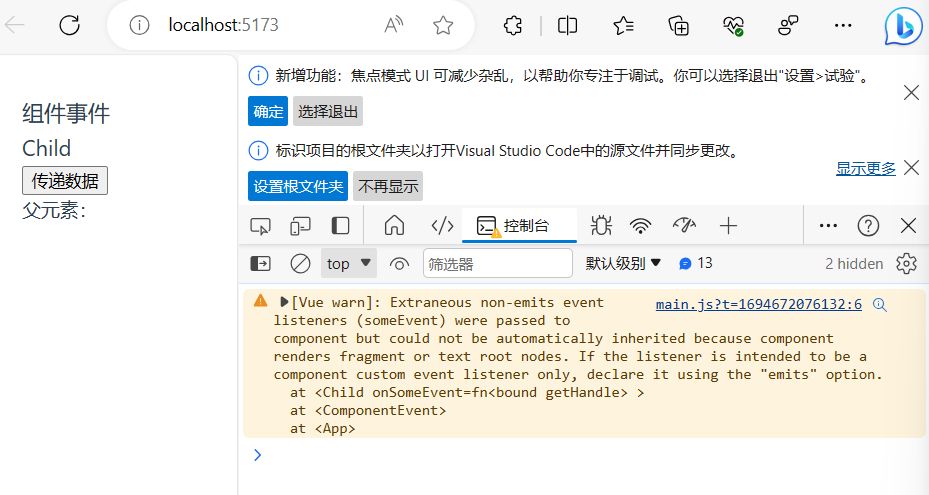 localhost:5173
A
组件事件
Child
传递数据
父元素:
新增功能：焦点模式 UI 可减少杂乱，以帮助你专注于调试。你可以选择退出"设置>试验"。
确定 选择退出
标识项目的根文件夹以打开Visual Studio Code中的源文件并同步更改。
显示更多
设置根文件夹 不再显示
控制台
top 筛选器 默认级别 13 2 hidden
[Vue warn]: Extraneous non-emits event main.js?t=1694672076132:6
listeners (someEvent) were passed to
component but could not be automatically inherited because component
renders fragment or text root nodes. If the listener is intended to be a
component custom event listener only, declare it using the "emits" option.
at <Child onSomeEvent=fn<bound getHandle> >
at <ComponentEvent>
at <App>